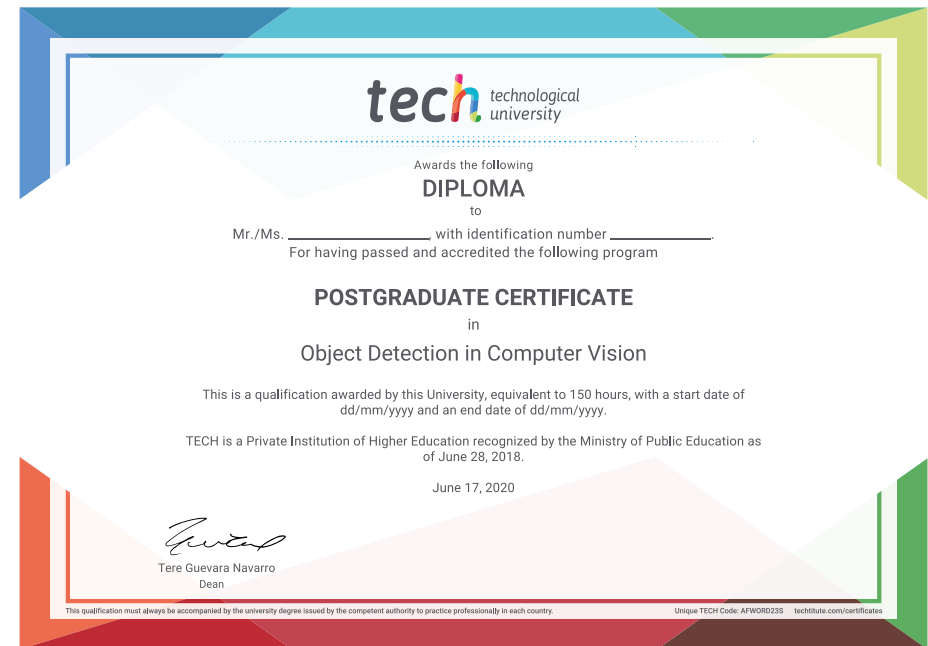 tech technological
university
Awards the following
DIPLOMA
to
Mr./Ms. ____________________, with identification number ______________.
For having passed and accredited the following program
POSTGRADUATE CERTIFICATE
in
Object Detection in Computer Vision
This is a qualification awarded by this University, equivalent to 150 hours, with a start date of
dd/mm/yyyy and an end date of dd/mm/yyyy.
TECH is a Private Institution of Higher Education recognized by the Ministry of Public Education as
of June 28, 2018.
June 17, 2020
Tere Guevara Navarro
Dean
This qualification must always be accompanied by the university degree issued by the competent authority to practice professionally in each country. Unique TECH Code: AFWORD23S techtitute.com/certificates